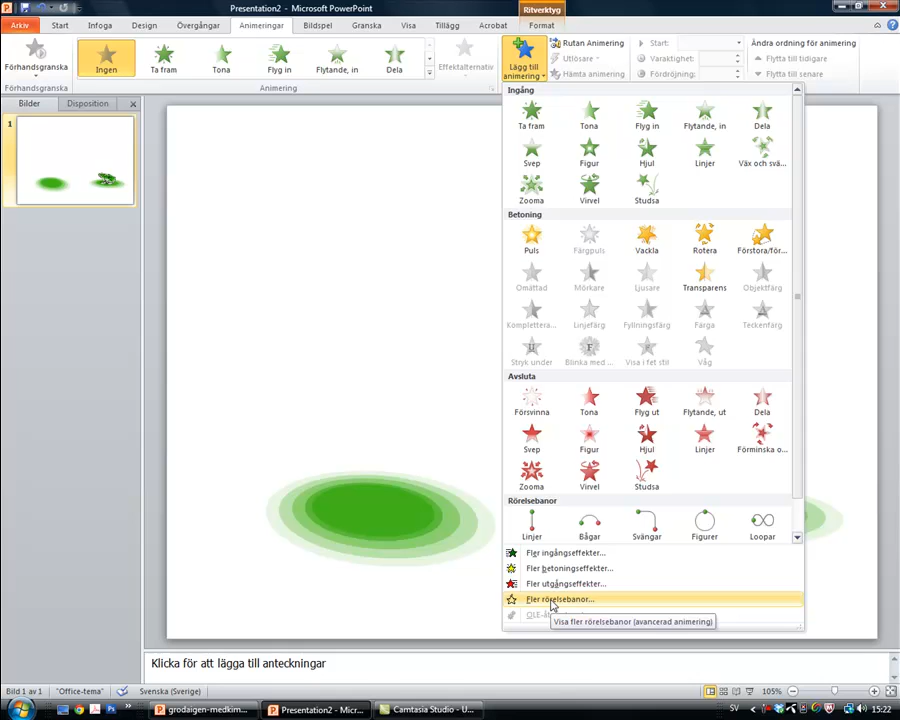 Presentation2 - Microsoft PowerPoint
Ritverktyg
Arkiv Start Infoga Design Övergångar Animeringar Bildspel Granska Visa Tillägg Acrobat Format
Förhandsgranska
Ingen Ta fram Tona Flyg in Flytande, in Dela
Effektalternativ
Lägg till animering
Rutan Animering
Utlösare
Hämta animering
Start:
Varaktighet:
Fördröjning:
Ändra ordning för animering
Flytta till tidigare
Flytta till senare
Förhandsgranska Animering
Bilder Disposition
1
Ingång
Ta fram Tona Flyg in Flytande, in Dela
Svep Figur Hjul Linjer Väx och svä...
Zooma Virvel Studsa
Betoning
Puls Färgpuls Vackla Rotera Förstora/för...
Omättad Mörkare Ljusare Transparens Objektfärg
Komplettera... Linjefärg Fyllningsfärg Färga Teckenfärg
Stryk under Blinka med ... Visa i fet stil Våg
Avsluta
Försvinna Tona Flyg ut Flytande, ut Dela
Svep Figur Hjul Linjer Förminska o...
Zooma Virvel Studsa
Rörelsebanor
Linjer Bågar Svängar Figurer Loopar
Fler ingångseffekter...
Fler betoningseffekter...
Fler utgångseffekter...
Fler rörelsebanor...
Visa fler rörelsebanor (avancerad animering)
Klicka för att lägga till anteckningar
Bild 1 av 1 "Office-tema" Svenska (Sverige) 105%
grodaigen-medkim... Presentation2 - Micr... Camtasia Studio - U... SV 15:22